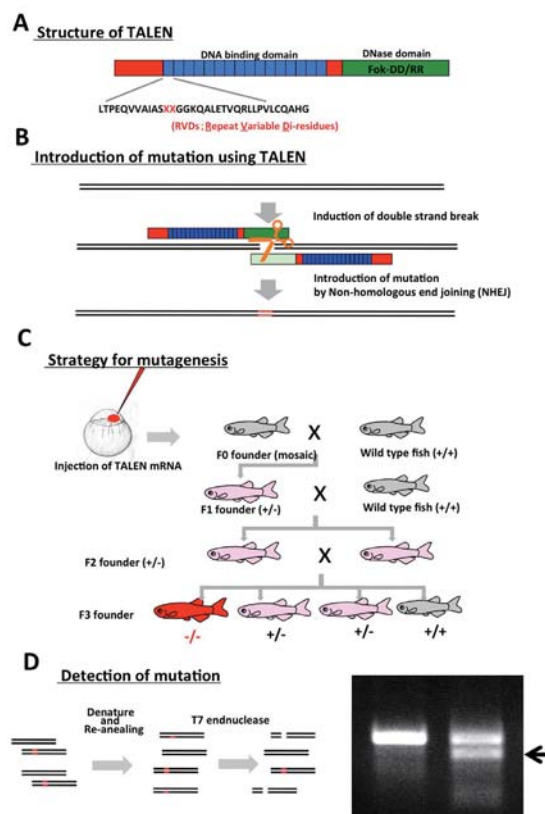 A
Structure of TALEN
DNA binding domain
DNase domain
Fok-DD/RR
LTPEQVVAIASXXGGKQALETVQRLLPVLCQAHG
(RVDs ; Repeat Variable Di-residues)
B
Introduction of mutation using TALEN
Induction of double strand break
Introduction of mutation
by Non-homologous end joining (NHEJ)
C
Strategy for mutagenesis
Injection of TALEN mRNA
X
F0 founder (mosaic)
Wild type fish (+/+)
X
F1 founder (+/-)
Wild type fish (+/+)
F2 founder (+/-)
X
F3 founder
-/-
+/-
+/-
+/+
D
Detection of mutation
Denature
and
Re-anealing
T7 endnuclease